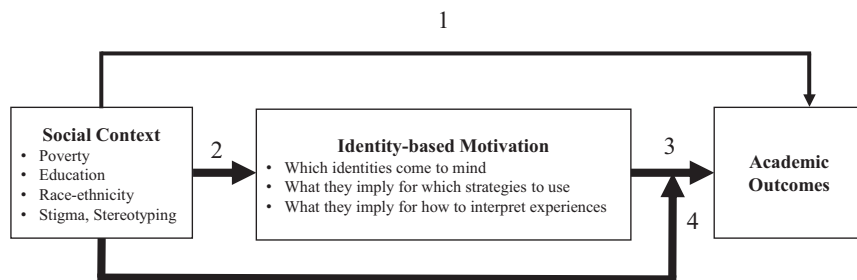 1
Social Context
• Poverty
• Education
• Race-ethnicity
• Stigma, Stereotyping
2
Identity-based Motivation
• Which identities come to mind
• What they imply for which strategies to use
• What they imply for how to interpret experiences
3
4
Academic
Outcomes